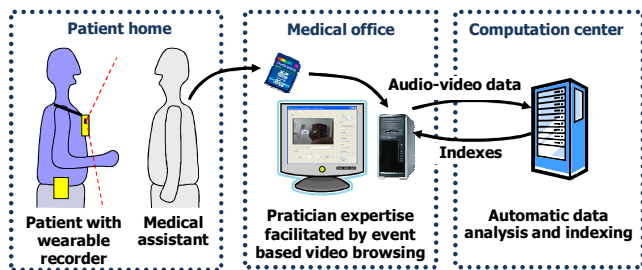 Patient home
Medical office
Computation center
Audio-video data
Indexes
Patient with
wearable
recorder
Medical
assistant
Pratician expertise
facilitated by event
based video browsing
Automatic data
analysis and indexing